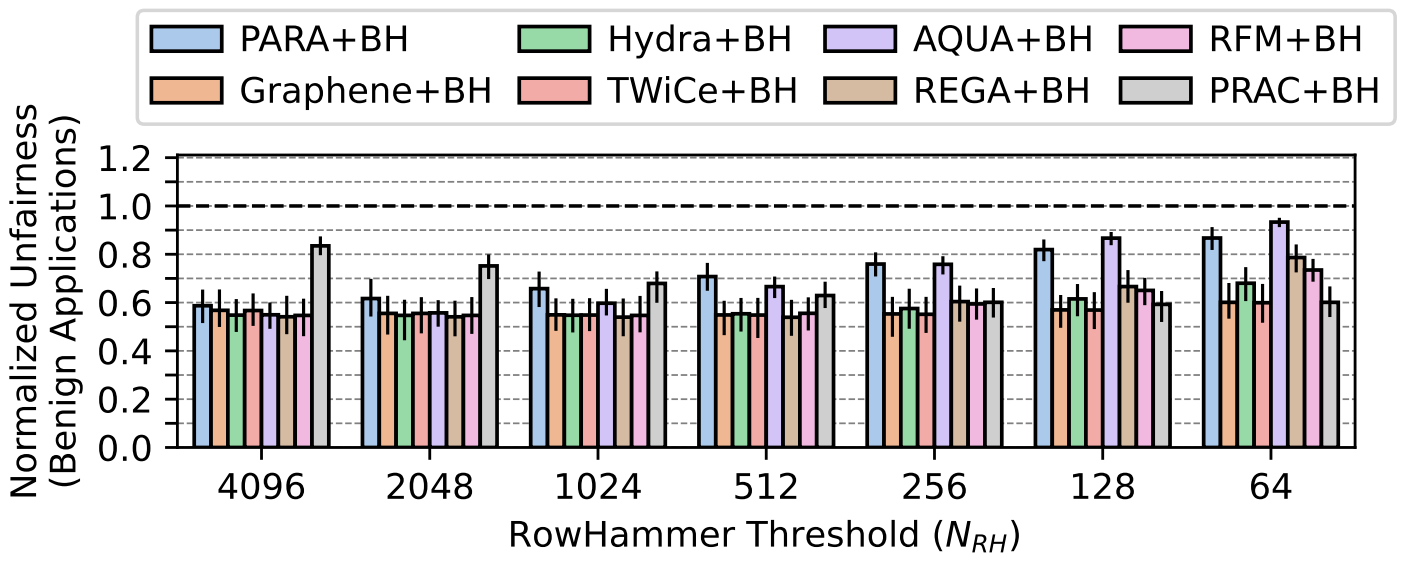 PARA+BH Hydra+BH AQUA+BH RFM+BH
Graphene+BH TWiCe+BH REGA+BH PRAC+BH
Normalized Unfairness
(Benign Applications)
1.2
1.0
0.8
0.6
0.4
0.2
0.0
4096 2048 1024 512 256 128 64
RowHammer Threshold (N_RH)